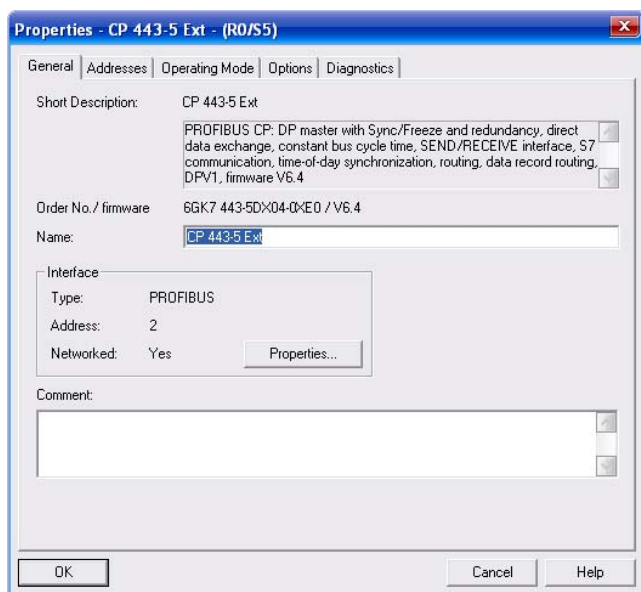 Properties - CP 443-5 Ext - (R0/S5)
General Addresses Operating Mode Options Diagnostics
Short Description: CP 443-5 Ext
PROFIBUS CP: DP master with Sync/Freeze and redundancy, direct
data exchange, constant bus cycle time, SEND/RECEIVE interface, S7
communication, time-of-day synchronization, routing, data record routing,
DPV1, firmware V6.4
Order No./ firmware 6GK7 443-5DX04-0XE0 / V6.4
Name: CP 443-5 Ext
Interface
Type: PROFIBUS
Address: 2
Networked: Yes Properties...
Comment:
OK Cancel Help